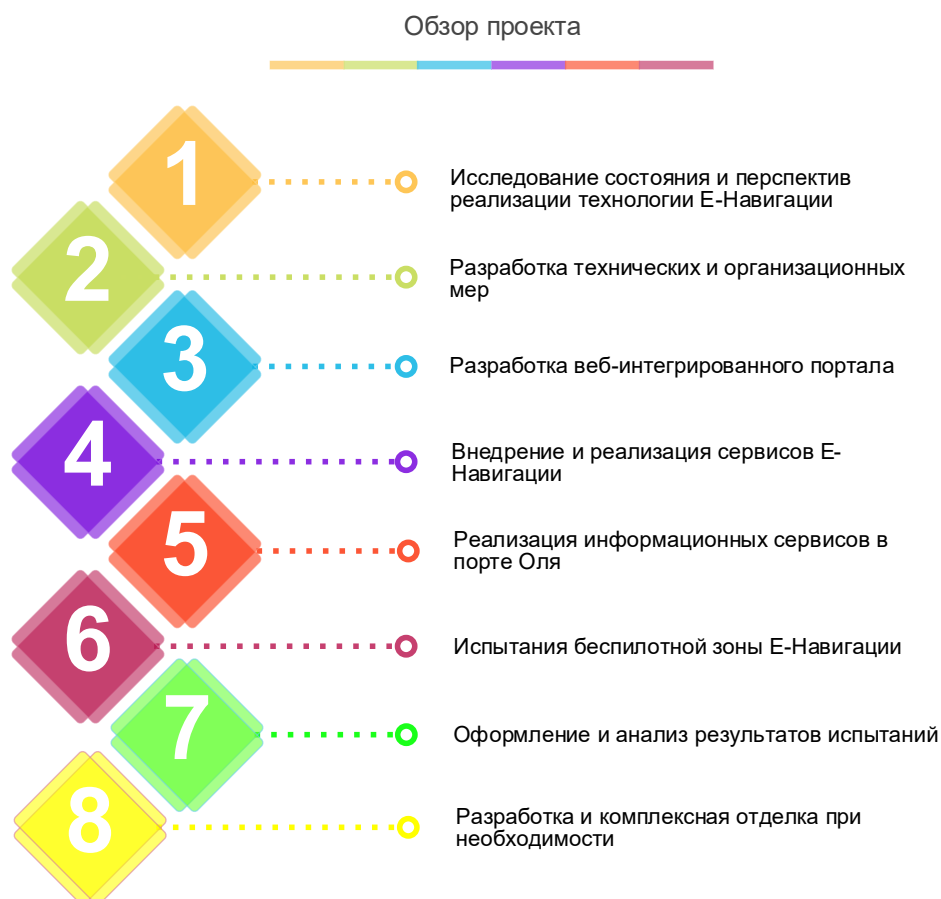 Обзор проекта
1
Исследование состояния и перспектив
реализации технологии Е-Навигации
2
Разработка технических и организационных
мер
3
Разработка веб-интегрированного портала
4
Внедрение и реализация сервисов Е-
Навигации
5
Реализация информационных сервисов в
порте Оля
6
Испытания беспилотной зоны Е-Навигации
7
Оформление и анализ результатов испытаний
8
Разработка и комплексная отделка при
необходимости